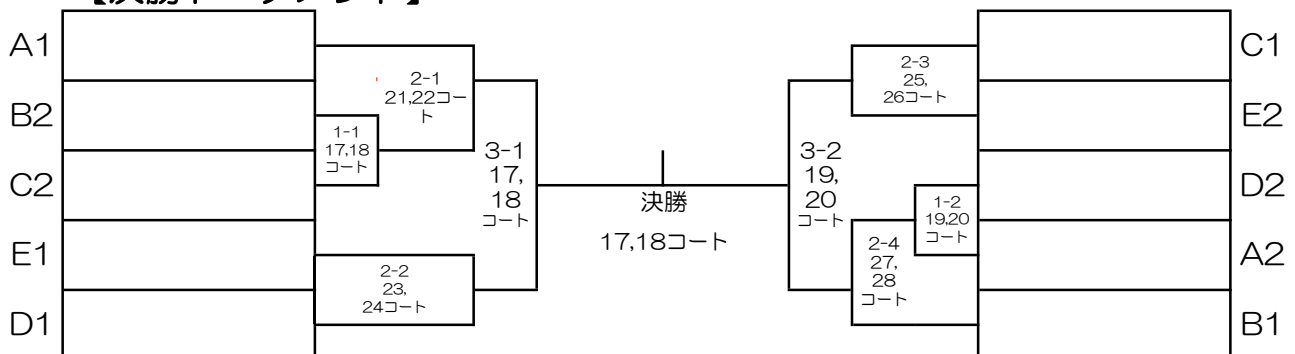 A1
B2
C2
E1
D1
1-1
17,18
コート
2-1
21,22コー
ト
2-2
23,
24コート
3-1
17,
18
コート
決勝
17,18コート
3-2
19,
20
コート
2-3
25,
26コート
1-2
19,20
コート
2-4
27,
28
コート
C1
E2
D2
A2
B1